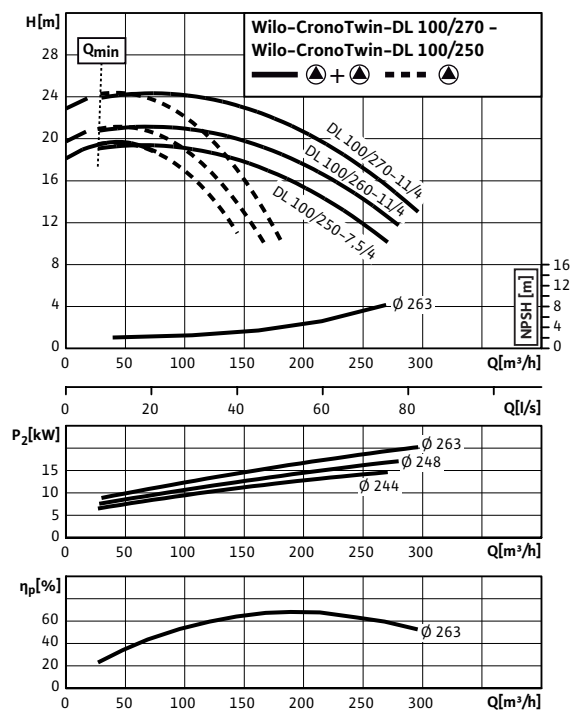 H[m]
Wilo-CronoTwin-DL 100/270 –
Wilo-CronoTwin-DL 100/250
+
Qmin
28
24
20
16
12
8
4
0
DL 100/270-11/4
DL 100/260-11/4
DL 100/250-7,5/4
16
12
8
4
0
NPSH [m]
Ø 263
0 50 100 150 200 250 300 Q[m³/h]
0 20 40 60 80 Q[l/s]
P₂[kW]
15
10
5
0
Ø 263
Ø 248
Ø 244
0 50 100 150 200 250 300 Q[m³/h]
ηp[%]
60
40
20
0
Ø 263
0 50 100 150 200 250 300 Q[m³/h]